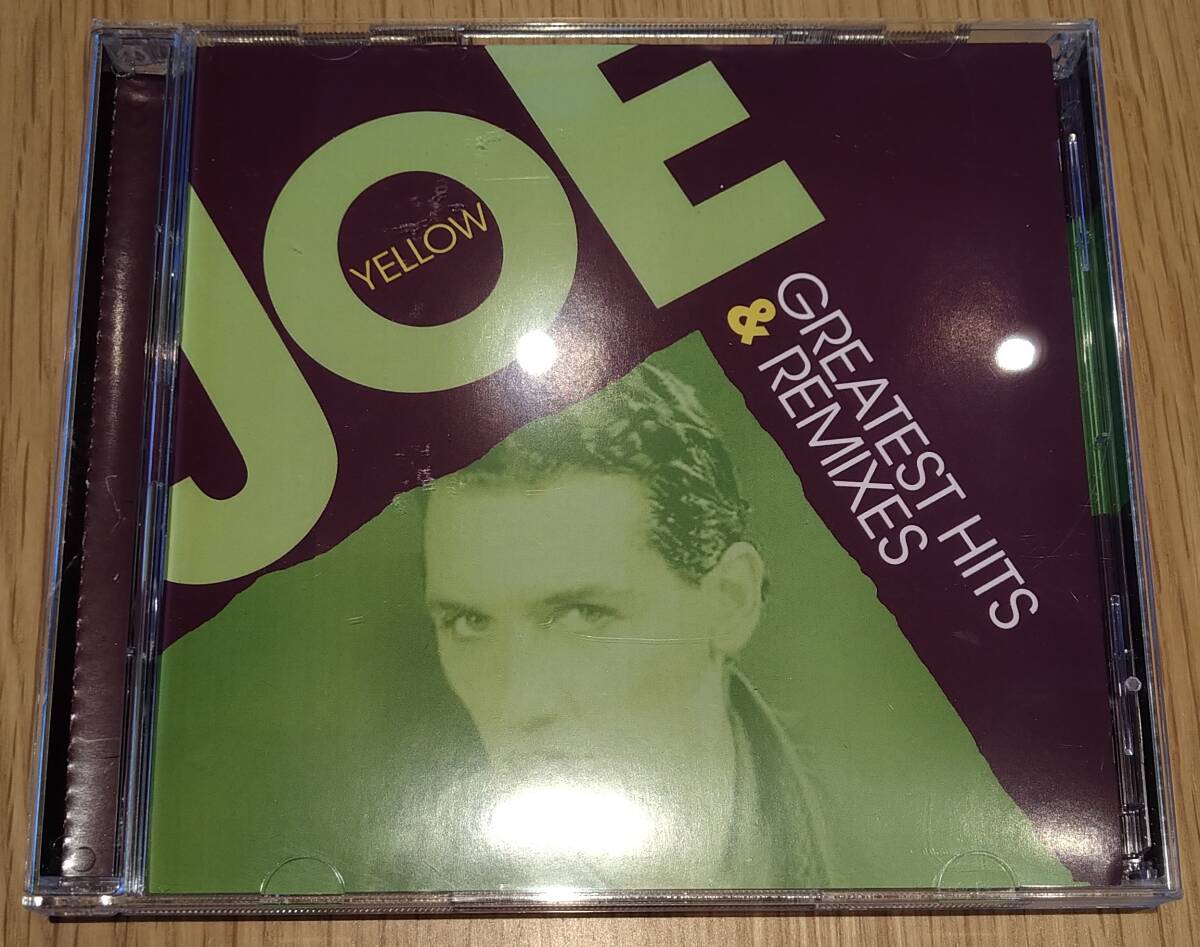 JOE
YELLOW
& GREATEST HITS
REMIXES